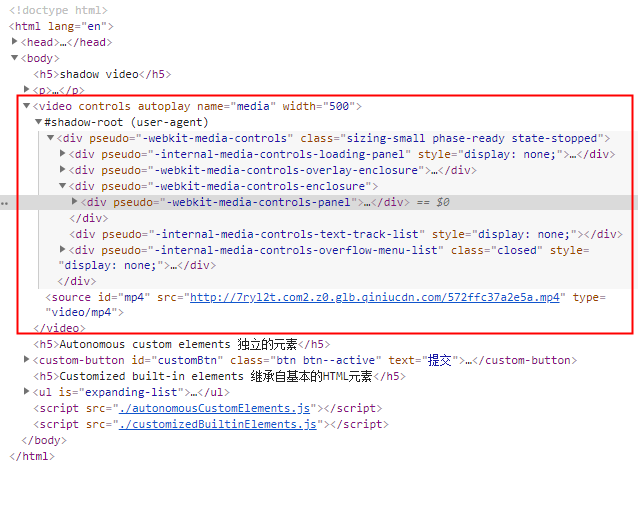 <!doctype html>
<html lang="en">
<head>…</head>
<body>
<h5>shadow video</h5>
<p>…</p>
<video controls autoplay name="media" width="500">
#shadow-root (user-agent)
<div pseudo="-webkit-media-controls" class="sizing-small phase-ready state-stopped">
<div pseudo="-internal-media-controls-loading-panel" style="display: none;">…</div>
<div pseudo="-webkit-media-controls-overlay-enclosure">…</div>
<div pseudo="-webkit-media-controls-enclosure">
<div pseudo="-webkit-media-controls-panel">…</div> == $0
</div>
<div pseudo="-internal-media-controls-text-track-list" style="display: none;"></div>
<div pseudo="-internal-media-controls-overflow-menu-list" class="closed" style=
"display: none;">…</div>
</div>
<source id="mp4" src="http://7ryl2t.com2.z0.glb.qiniucdn.com/572ffc37a2e5a.mp4" type=
"video/mp4">
</video>
<h5>Autonomous custom elements 独立的元素</h5>
<custom-button id="customBtn" class="btn btn--active" text="提交">…</custom-button>
<h5>Customized built-in elements 继承自基本的HTML元素</h5>
<ul is="expanding-list">…</ul>
<script src="./autonomousCustomElements.js"></script>
<script src="./customizedBuiltinElements.js"></script>
</body>
</html>